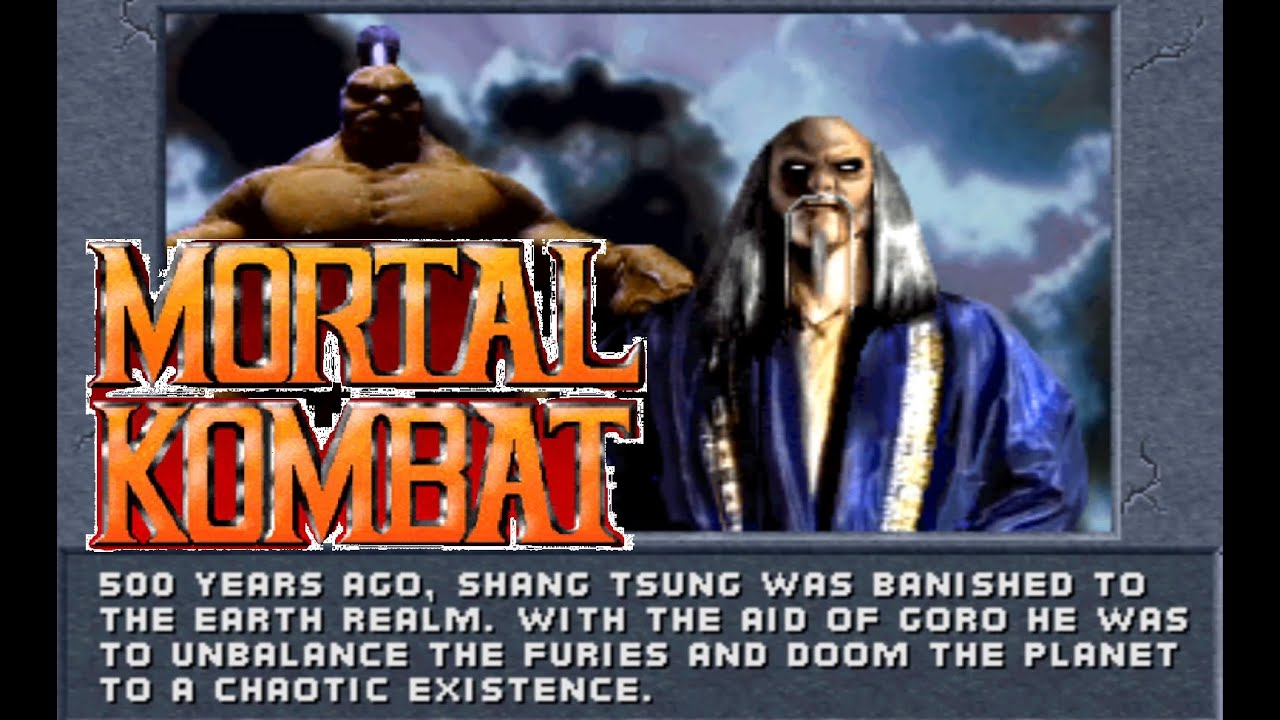 MORTAL
KOMBAT
500 YEARS AGO, SHANG TSUNG WAS BANISHED TO
THE EARTH REALM. WITH THE AID OF GORO HE WAS
TO UNBALANCE THE FURIES AND DOOM THE PLANET
TO A CHAOTIC EXISTENCE.